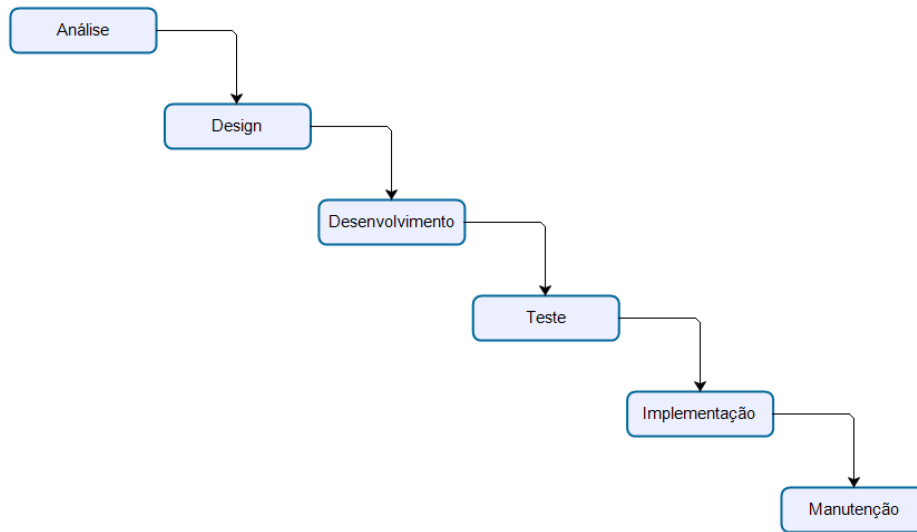 Análise
Design
Desenvolvimento
Teste
Implementação
Manutenção